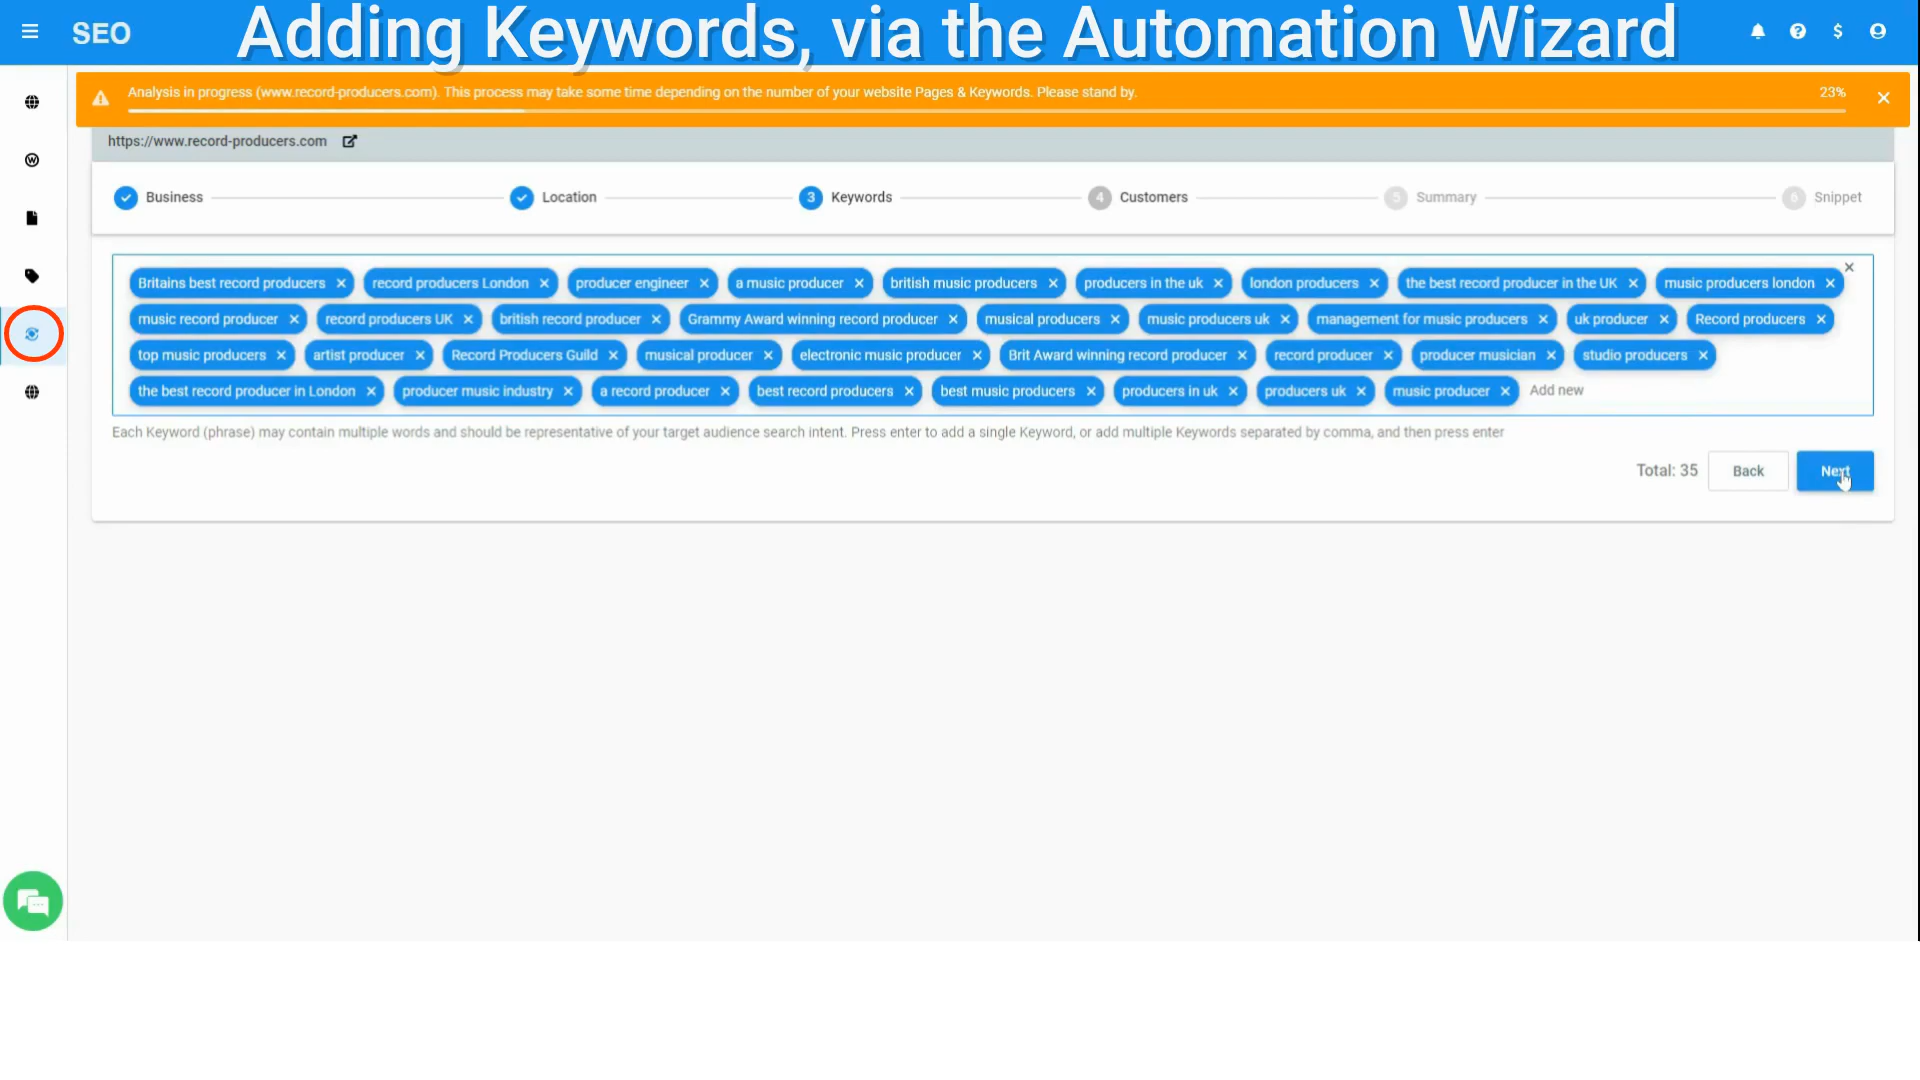 SEO
Adding Keywords, via the Automation Wizard
Analysis in progress (www.record-producers.com). This process may take some time depending on the number of your website Pages & Keywords. Please stand by. 23%
https://www.record-producers.com
Business Location 3 Keywords 4 Customers 5 Summary 6 Snippet
Britains best record producers record producers London producer engineer a music producer british music producers producers in the uk london producers the best record producer in the UK music producers london
music record producer record producers UK british record producer Grammy Award winning record producer musical producers music producers uk management for music producers uk producer Record producers
top music producers artist producer Record Producers Guild musical producer electronic music producer Brit Award winning record producer record producer producer musician studio producers
the best record producer in London producer music industry a record producer best record producers best music producers producers in uk producers uk music producer Add new
Each Keyword (phrase) may contain multiple words and should be representative of your target audience search intent. Press enter to add a single Keyword, or add multiple Keywords separated by comma, and then press enter
Total: 35 Back Next